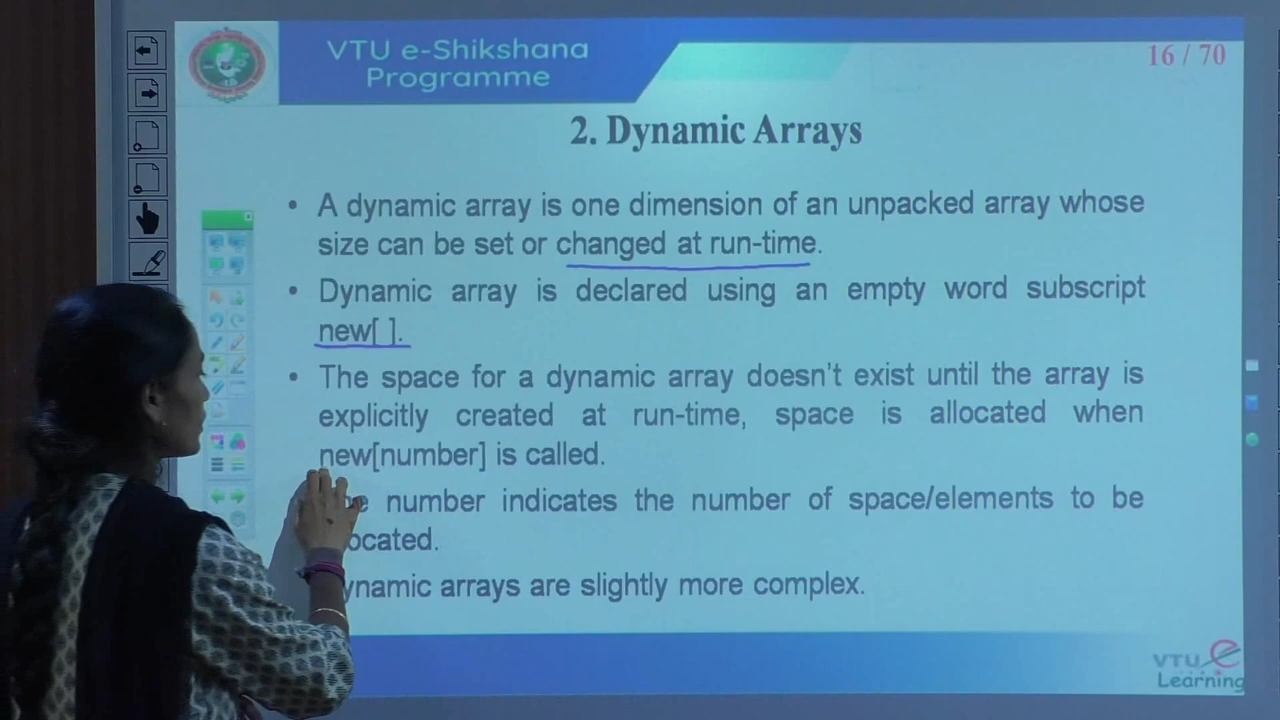 VTU e-Shikshana
Programme
16 / 70
2. Dynamic Arrays
• A dynamic array is one dimension of an unpacked array whose
size can be set or changed at run-time.
• Dynamic array is declared using an empty word subscript
new[ ].
• The space for a dynamic array doesn't exist until the array is
explicitly created at run-time, space is allocated when
new[number] is called.
number indicates the number of space/elements to be
arrays are slightly more complex.
VTU e
Learning